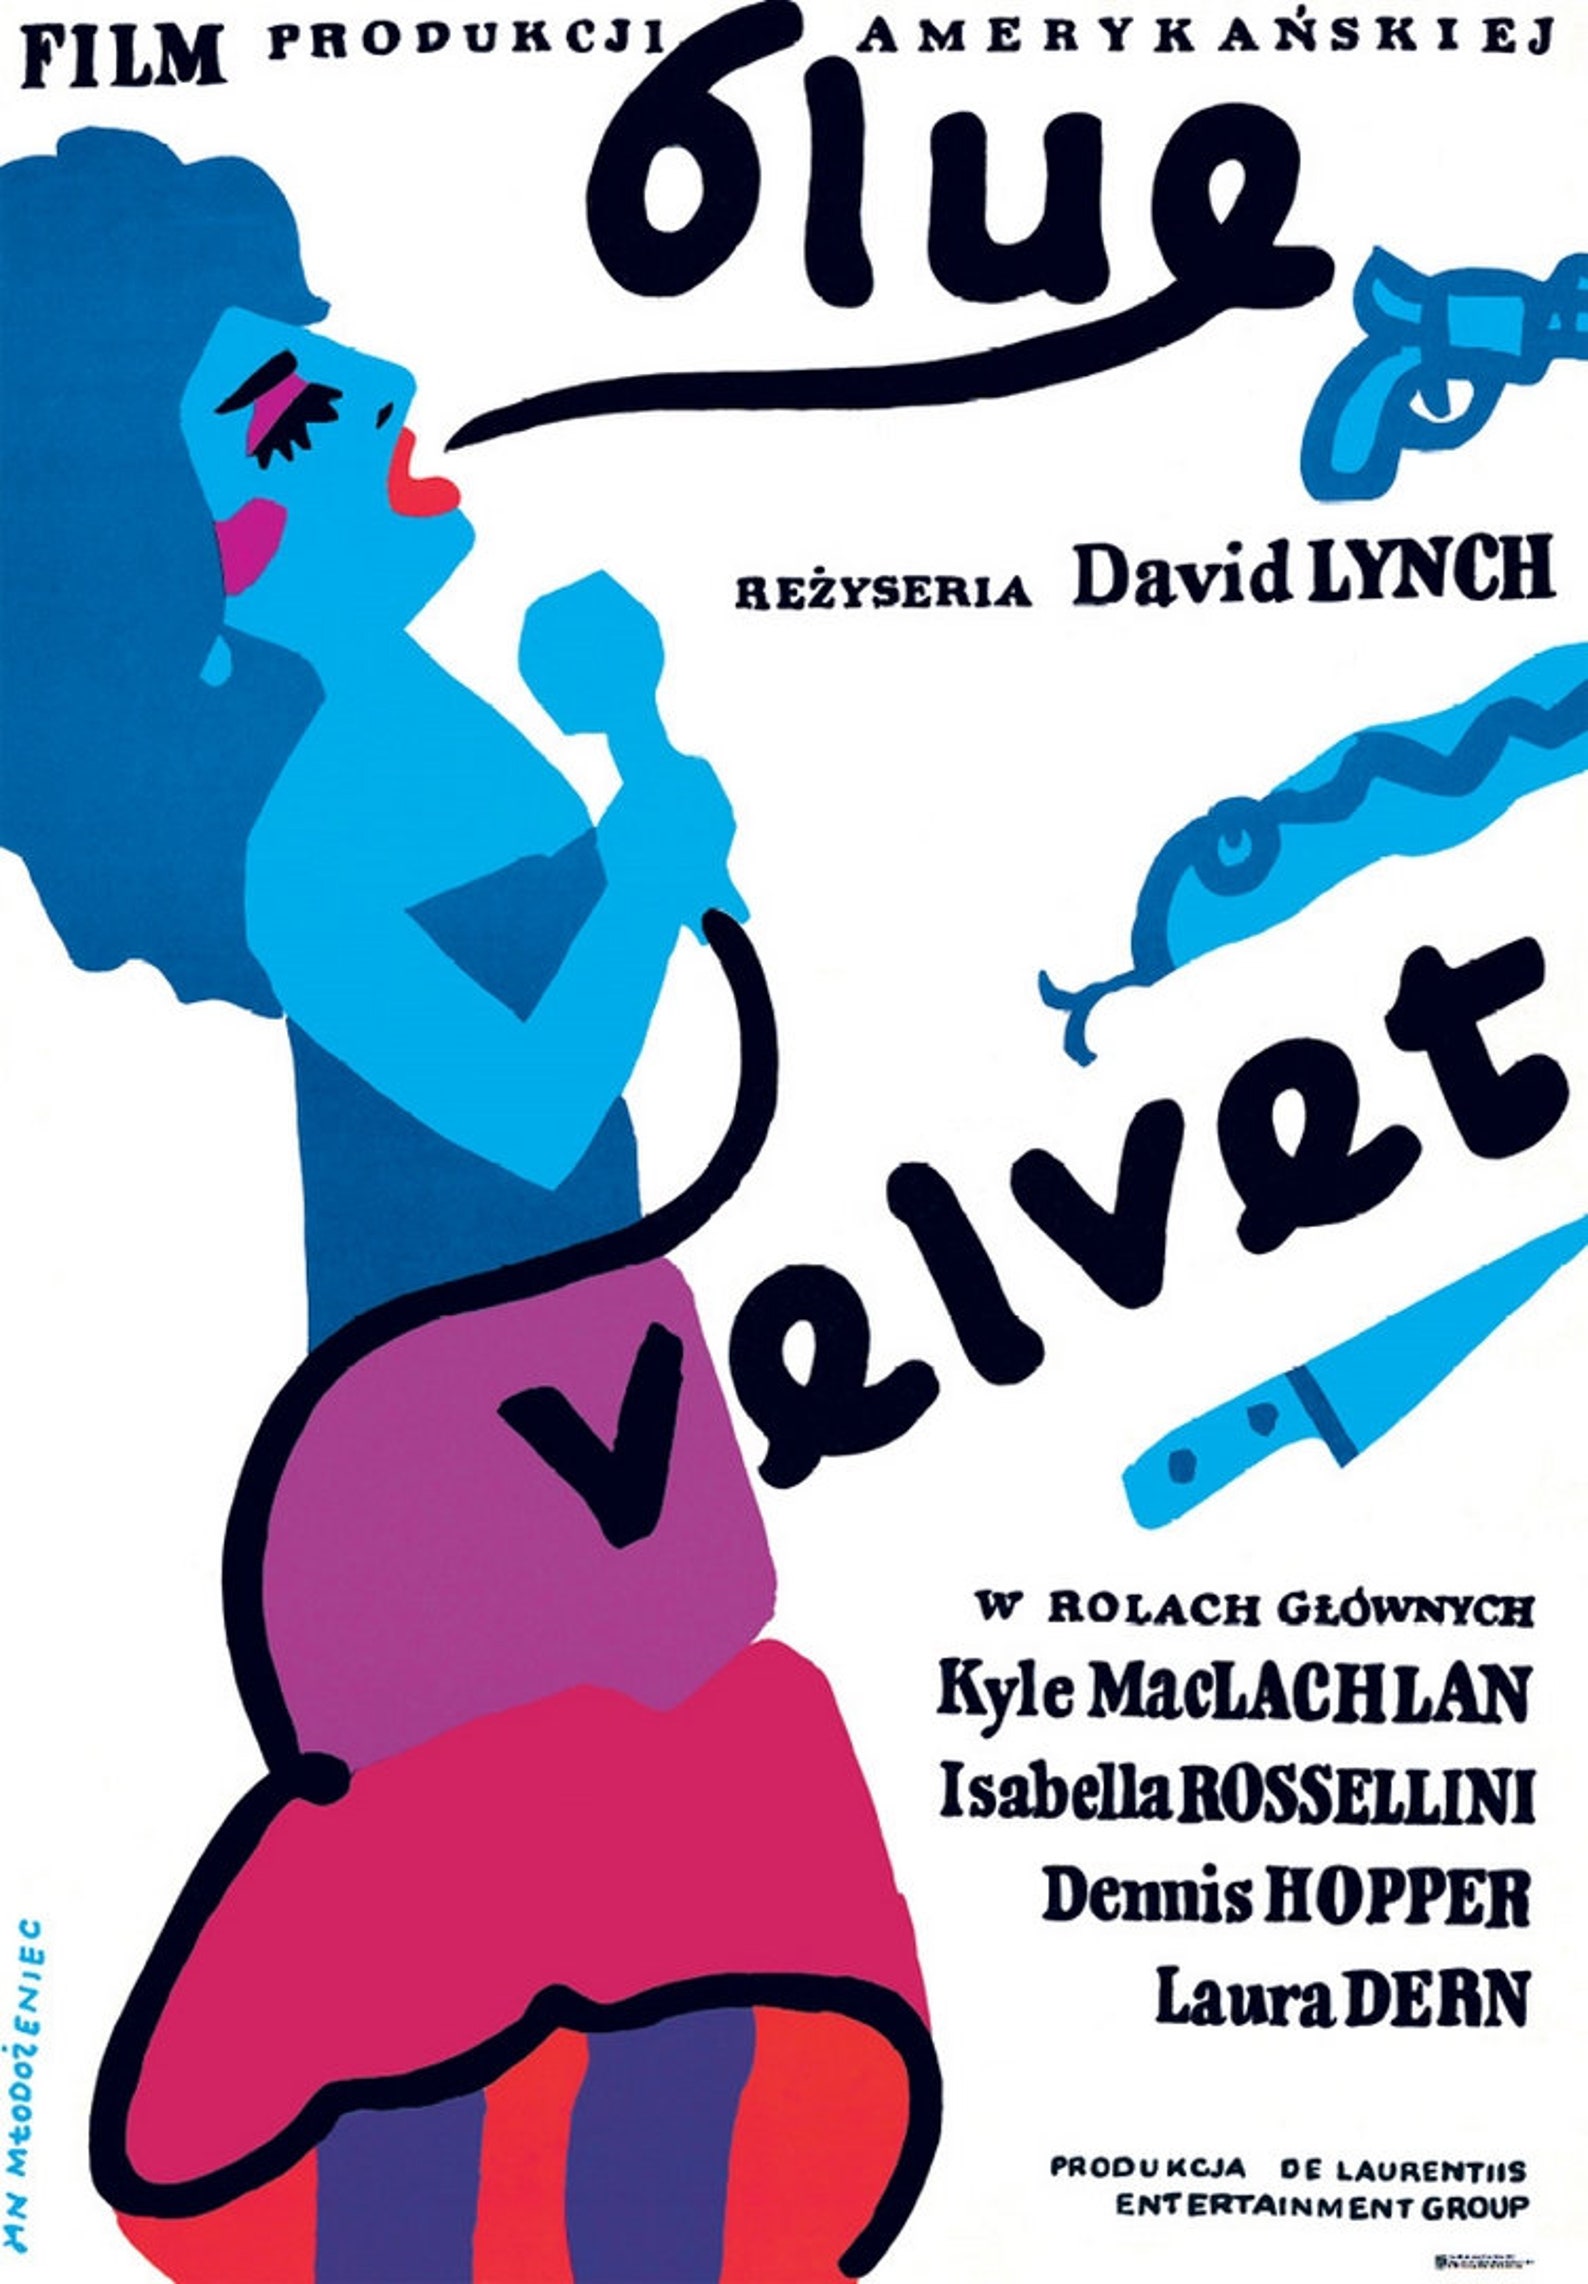 FILM PRODUKCJI AMERYKAŃSKIEJ
blue
REŻYSERIA David LYNCH
velvet
W ROLACH GŁÓWNYCH
Kyle MacLACHLAN
Isabella ROSSELLINI
Dennis HOPPER
Laura DERN
PRODUKCJA DE LAURENTIIS
ENTERTAINMENT GROUP
JAN MŁODOŻENIEC